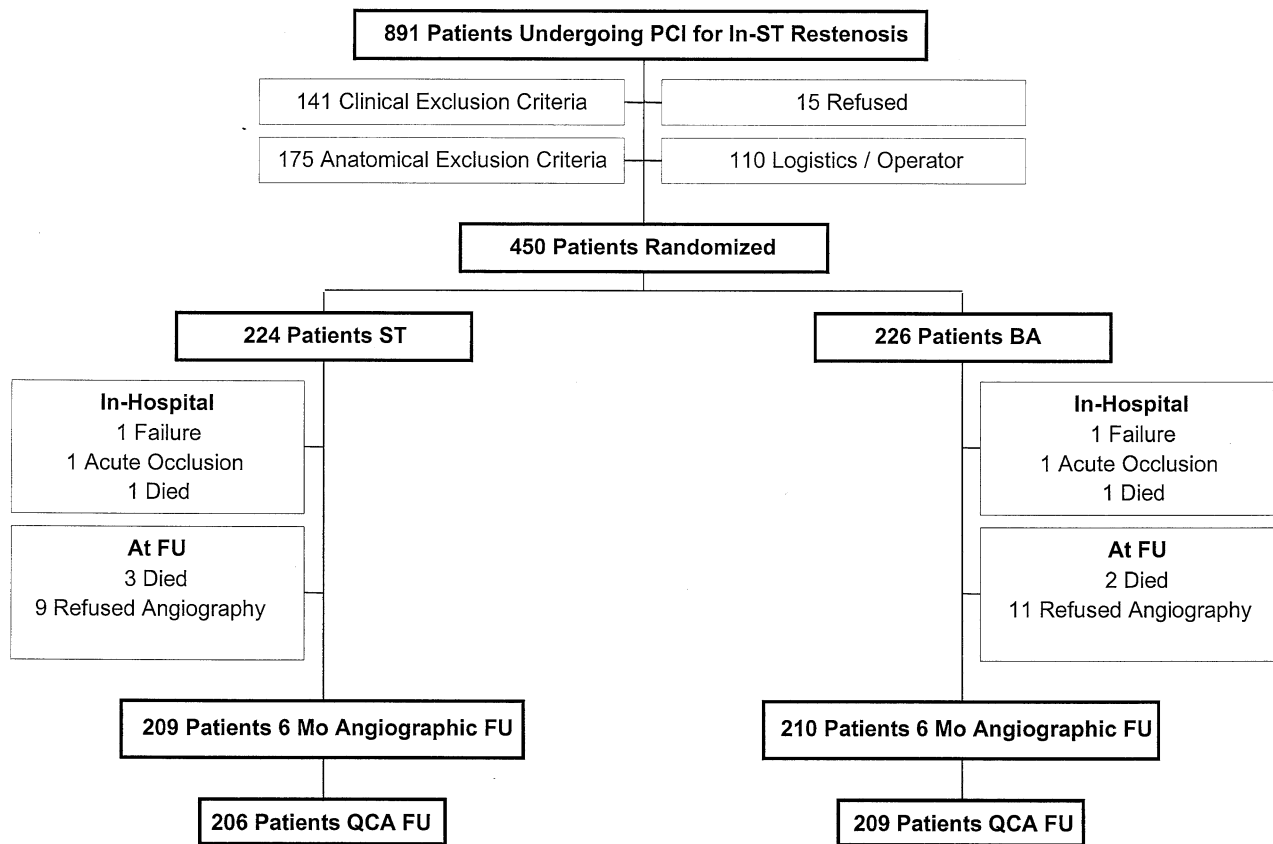 891 Patients Undergoing PCI for In-ST Restenosis
141 Clinical Exclusion Criteria
15 Refused
175 Anatomical Exclusion Criteria
110 Logistics / Operator
450 Patients Randomized
224 Patients ST
226 Patients BA
In-Hospital
1 Failure
1 Acute Occlusion
1 Died
In-Hospital
1 Failure
1 Acute Occlusion
1 Died
At FU
3 Died
9 Refused Angiography
At FU
2 Died
11 Refused Angiography
209 Patients 6 Mo Angiographic FU
210 Patients 6 Mo Angiographic FU
206 Patients QCA FU
209 Patients QCA FU